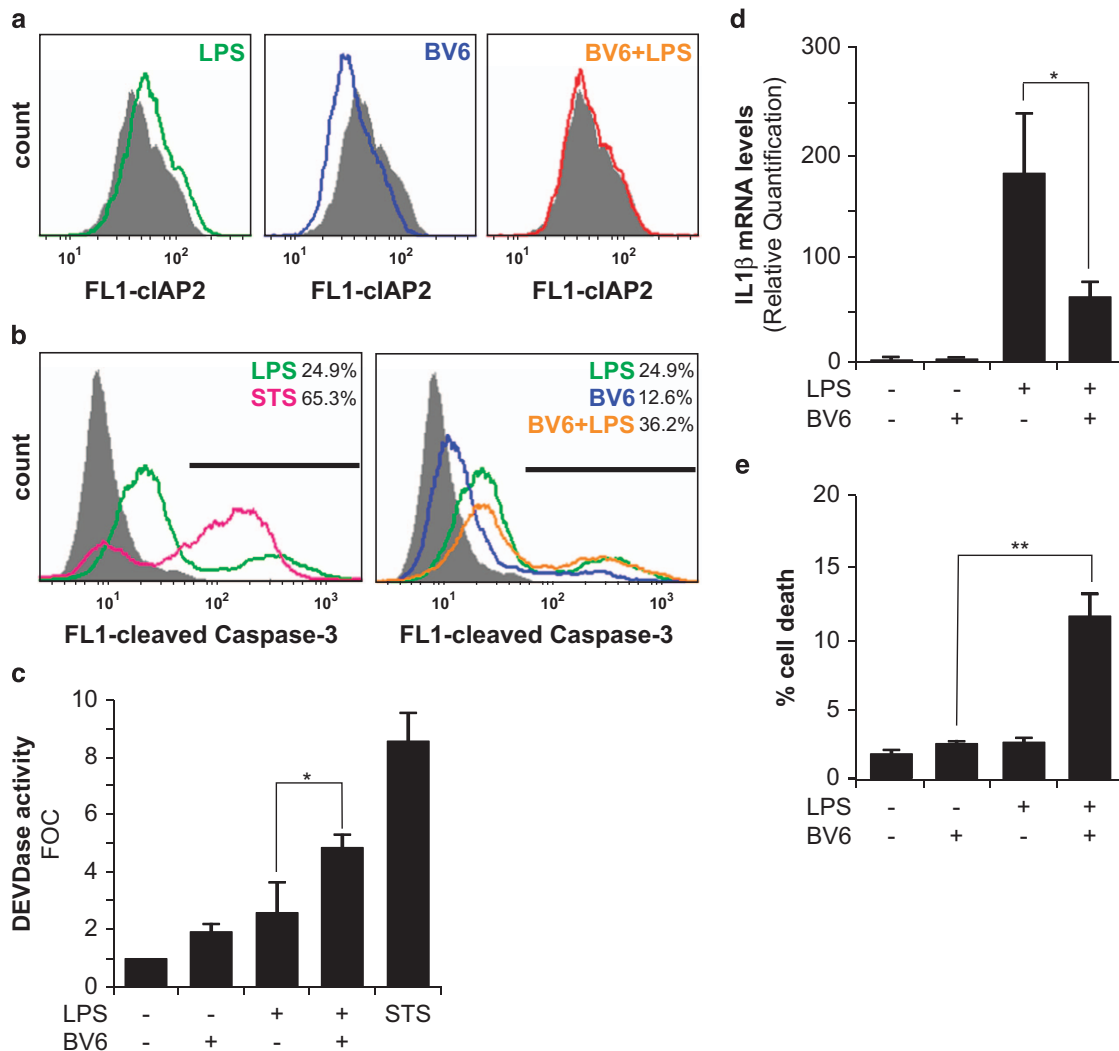 a
LPS
BV6
BV6+LPS
count
10¹ 10²
10¹ 10²
10¹ 10²
FL1-cIAP2
FL1-cIAP2
FL1-cIAP2
b
LPS 24.9%
STS 65.3%
LPS 24.9%
BV6 12.6%
BV6+LPS 36.2%
count
10¹ 10² 10³
10¹ 10² 10³
FL1-cleaved Caspase-3
FL1-cleaved Caspase-3
c
DEVDase activity
FOC
10
8
6
4
2
0
*
LPS - - + + STS
BV6 - + - +
d
IL1β mRNA levels
(Relative Quantification)
300
200
100
0
*
LPS - - + +
BV6 - + - +
e
% cell death
20
15
10
5
0
**
LPS - - + +
BV6 - + - +